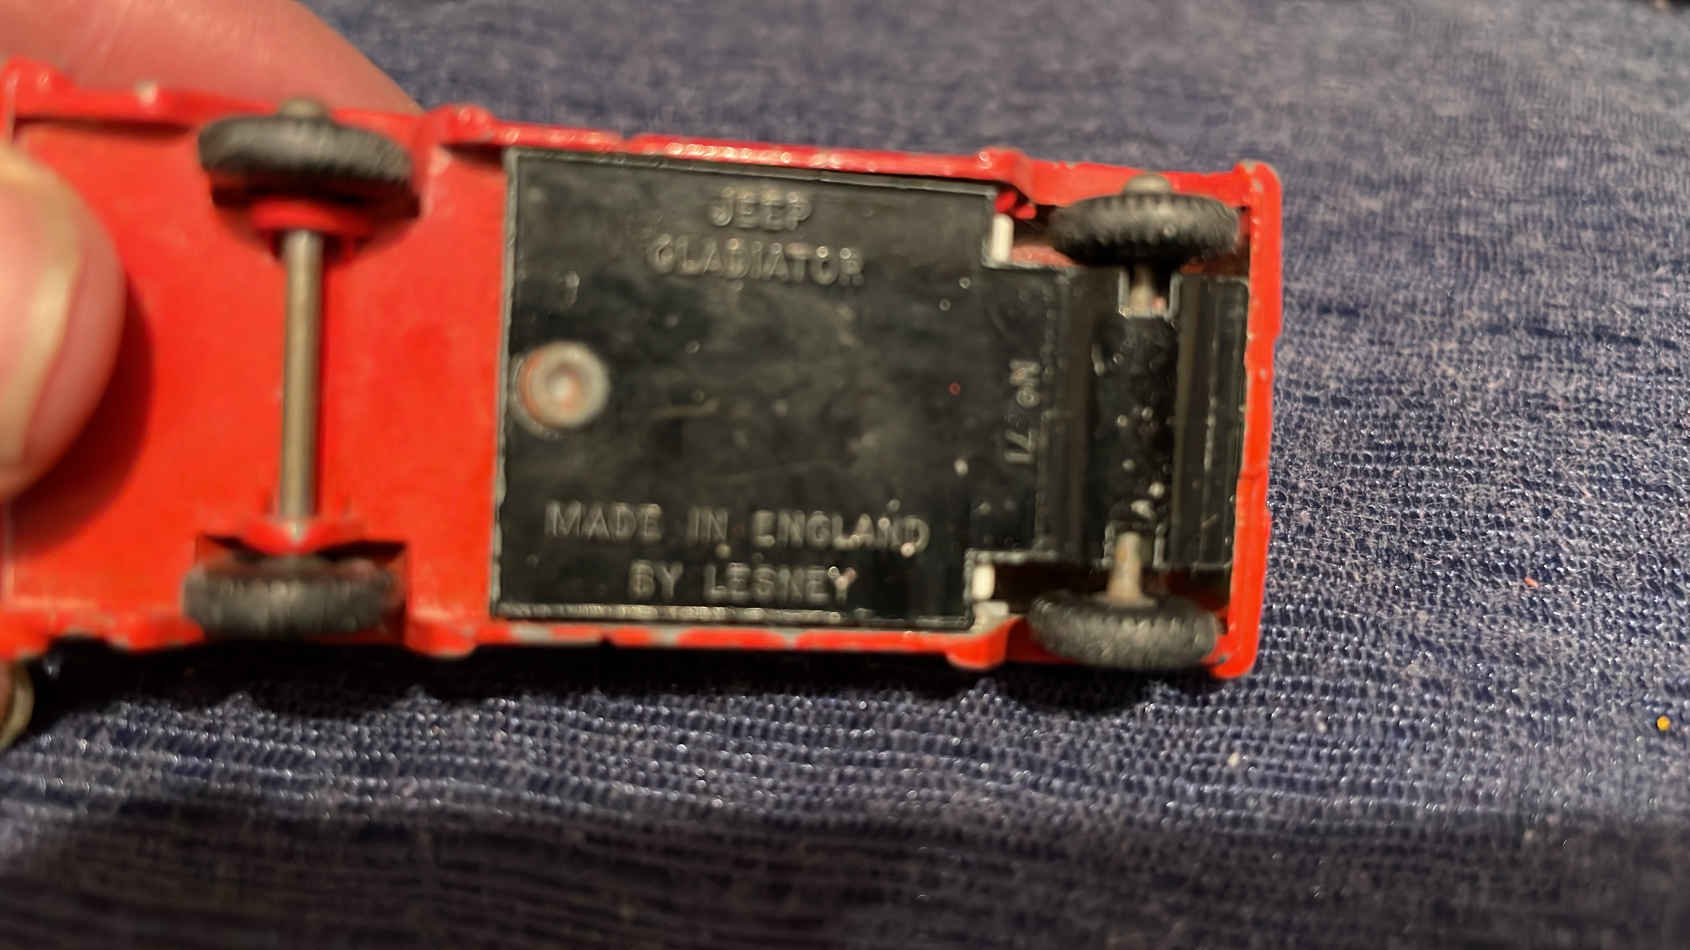 JEEP
GLADIATOR
No 71
MADE IN ENGLAND
BY LESNEY